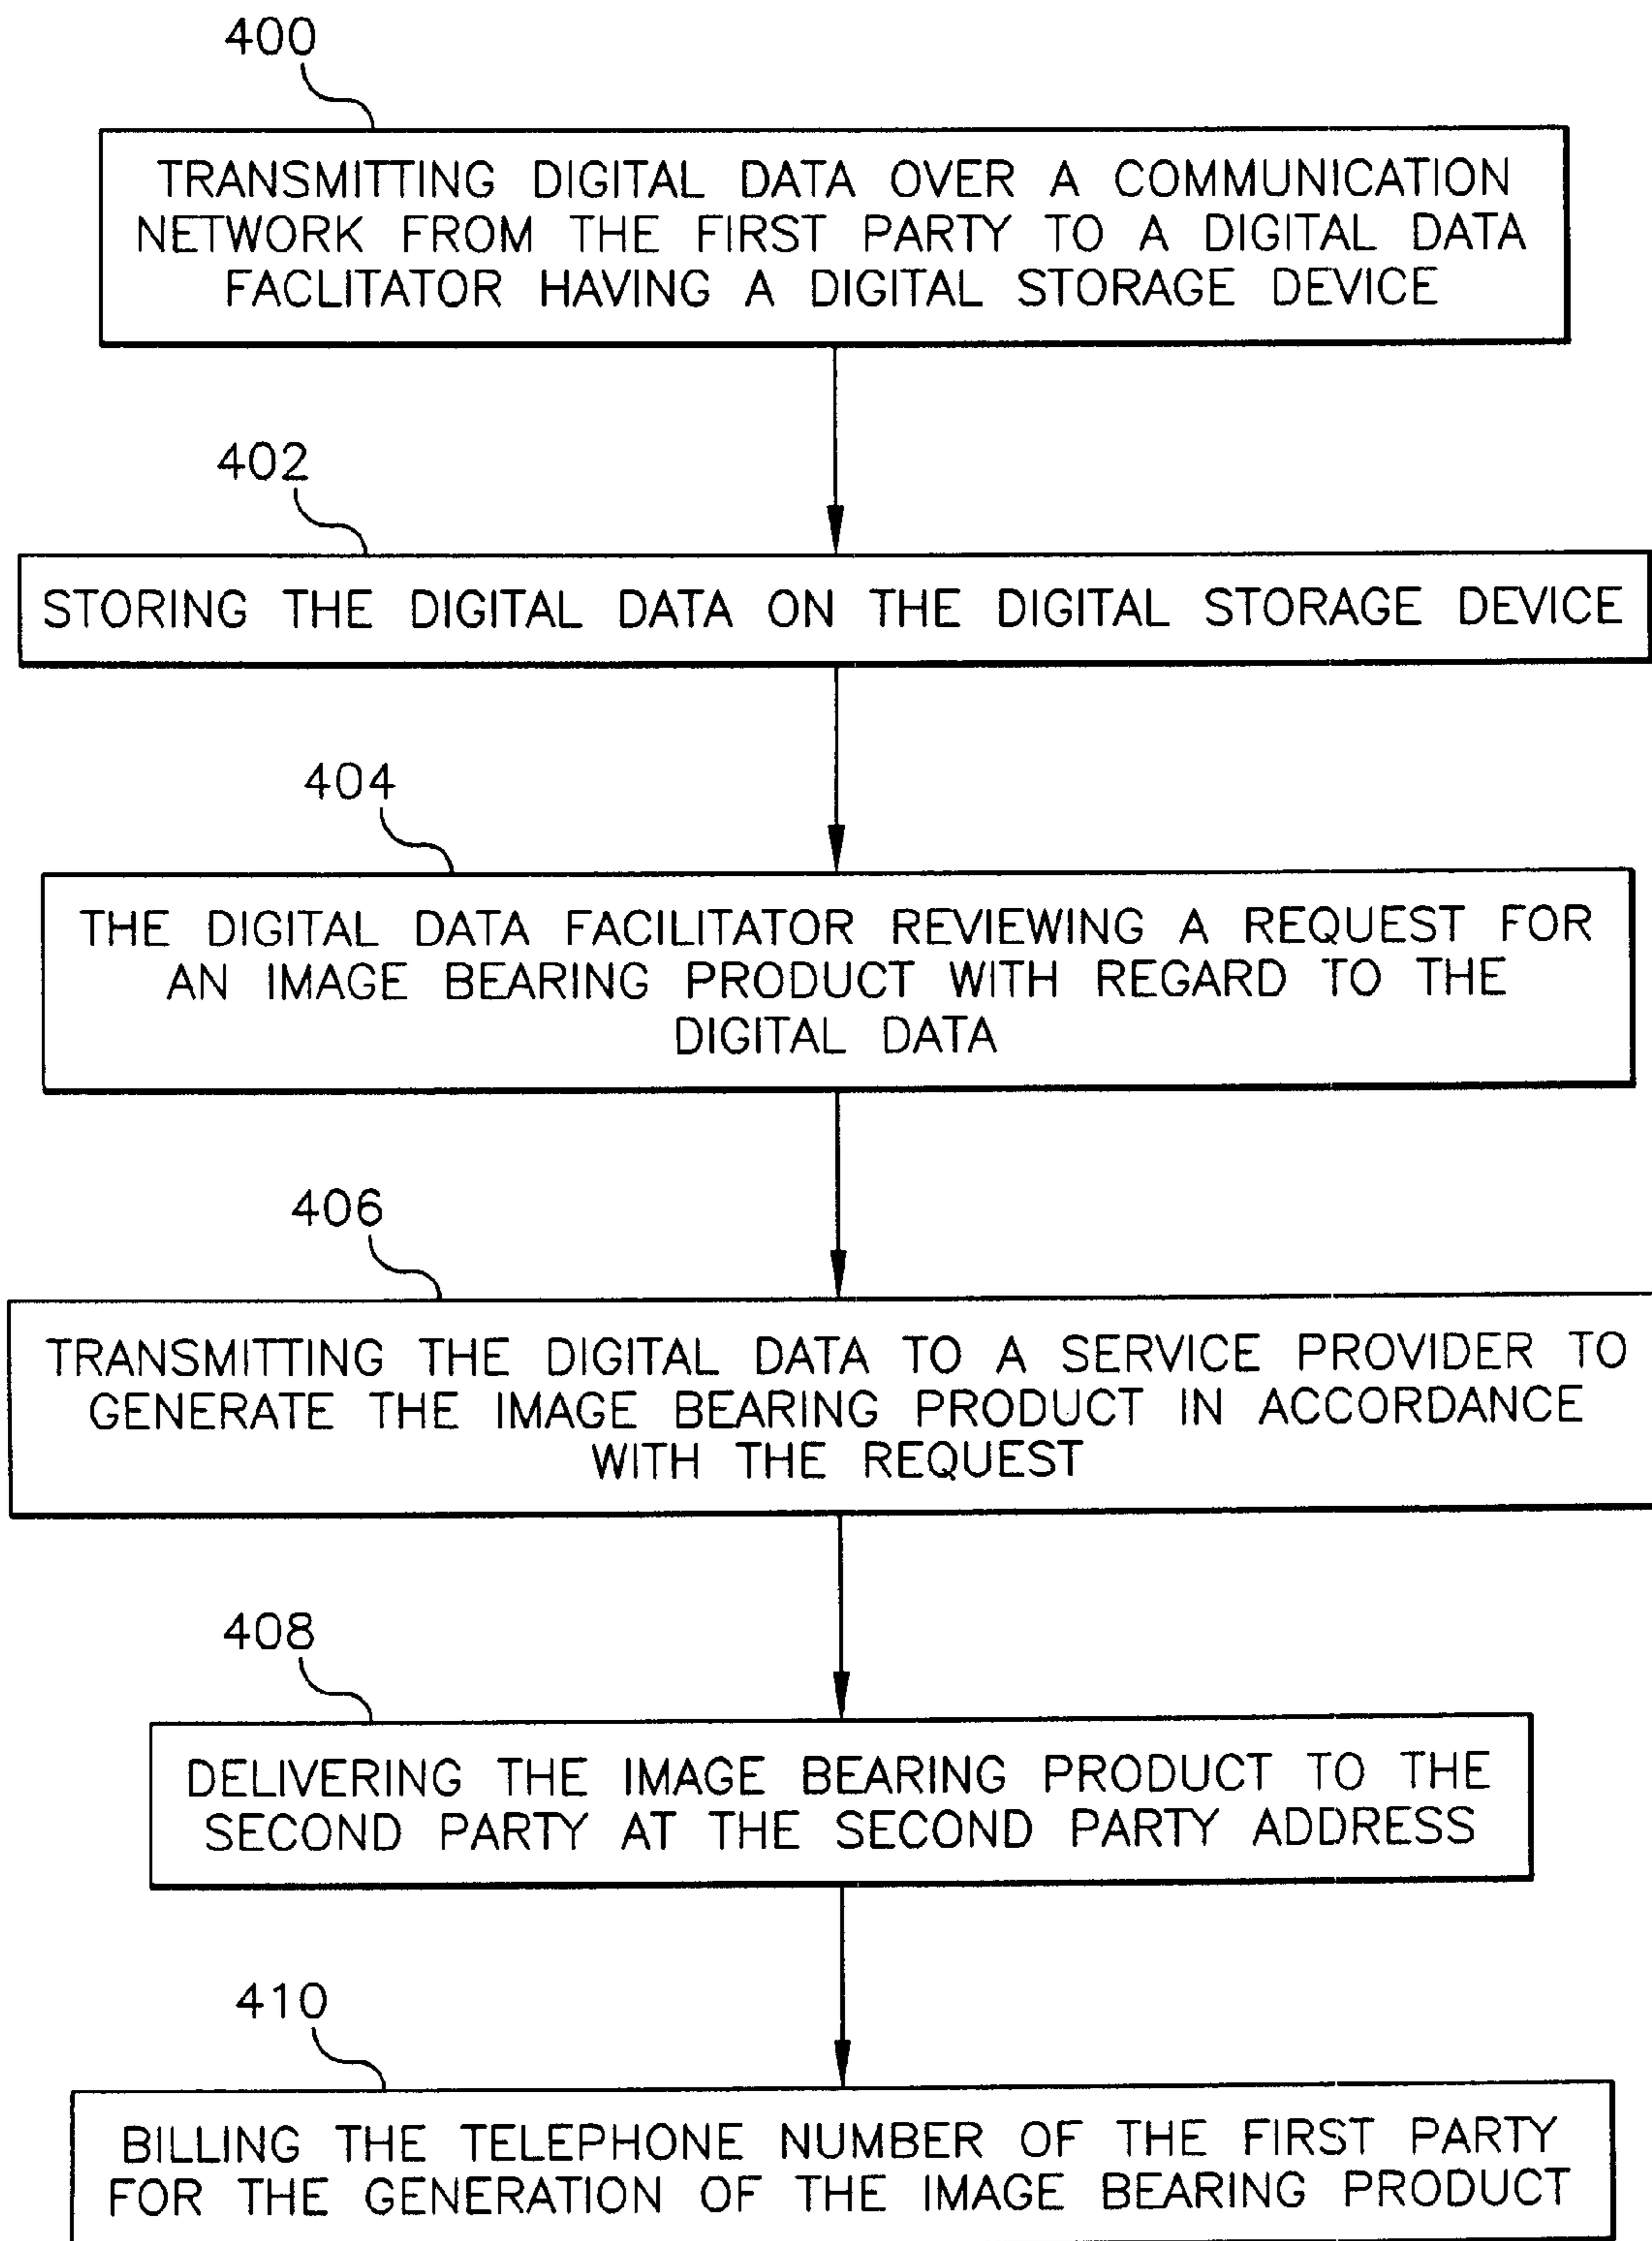 400
TRANSMITTING DIGITAL DATA OVER A COMMUNICATION
NETWORK FROM THE FIRST PARTY TO A DIGITAL DATA
FACLITATOR HAVING A DIGITAL STORAGE DEVICE
402
STORING THE DIGITAL DATA ON THE DIGITAL STORAGE DEVICE
404
THE DIGITAL DATA FACILITATOR REVIEWING A REQUEST FOR
AN IMAGE BEARING PRODUCT WITH REGARD TO THE
DIGITAL DATA
406
TRANSMITTING THE DIGITAL DATA TO A SERVICE PROVIDER TO
GENERATE THE IMAGE BEARING PRODUCT IN ACCORDANCE
WITH THE REQUEST
408
DELIVERING THE IMAGE BEARING PRODUCT TO THE
SECOND PARTY AT THE SECOND PARTY ADDRESS
410
BILLING THE TELEPHONE NUMBER OF THE FIRST PARTY
FOR THE GENERATION OF THE IMAGE BEARING PRODUCT